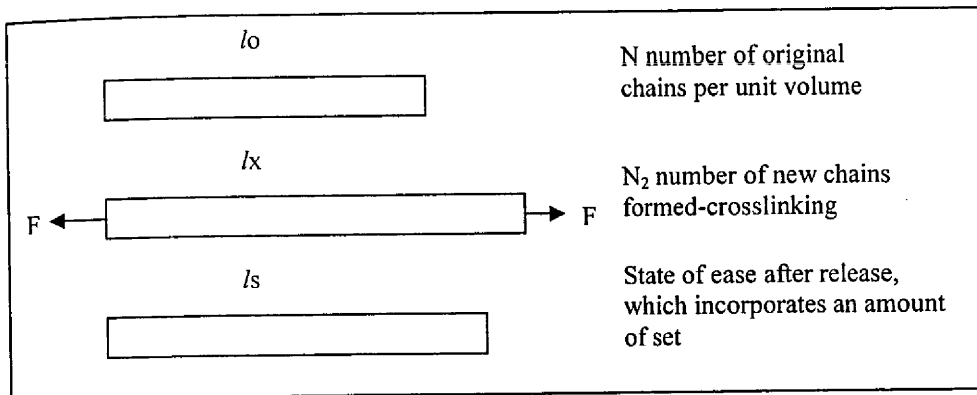 lo
N number of original
chains per unit volume
lx
N₂ number of new chains
formed-crosslinking
F
F
ls
State of ease after release,
which incorporates an amount
of set